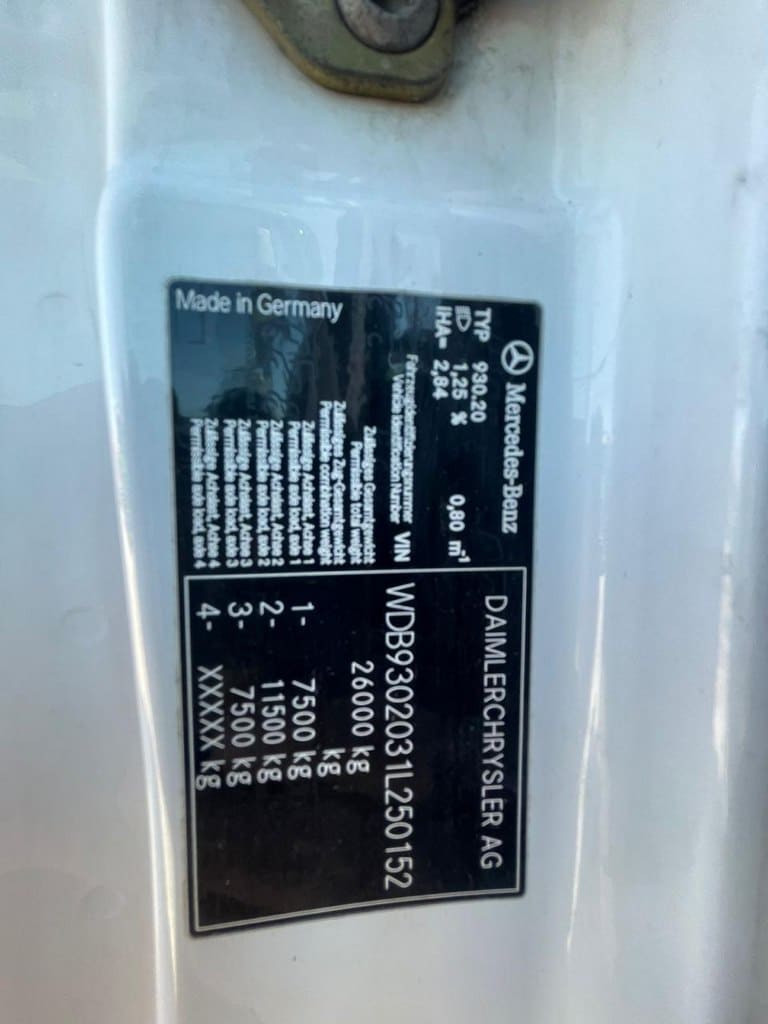 Mercedes-Benz
DAIMLERCHRYSLER AG
TYP 930.20
1,25 % 0,80 m⁻¹
IHA= 2,84
Fahrzeugidentifizierungsnummer
Vehicle Identification Number
VIN WDB9302031L250152
Zulässiges Gesamtgewicht
Permissible total weight
26000 kg
Zulässiges Zug-Gesamtgewicht
Permissible combination weight
kg
Zulässige Achslast, Achse 1
Permissible axle load, axle 1
1- 7500 kg
Zulässige Achslast, Achse 2
Permissible axle load, axle 2
2- 11500 kg
Zulässige Achslast, Achse 3
Permissible axle load, axle 3
3- 7500 kg
Zulässige Achslast, Achse 4
Permissible axle load, axle 4
4- XXXXX kg
Made in Germany